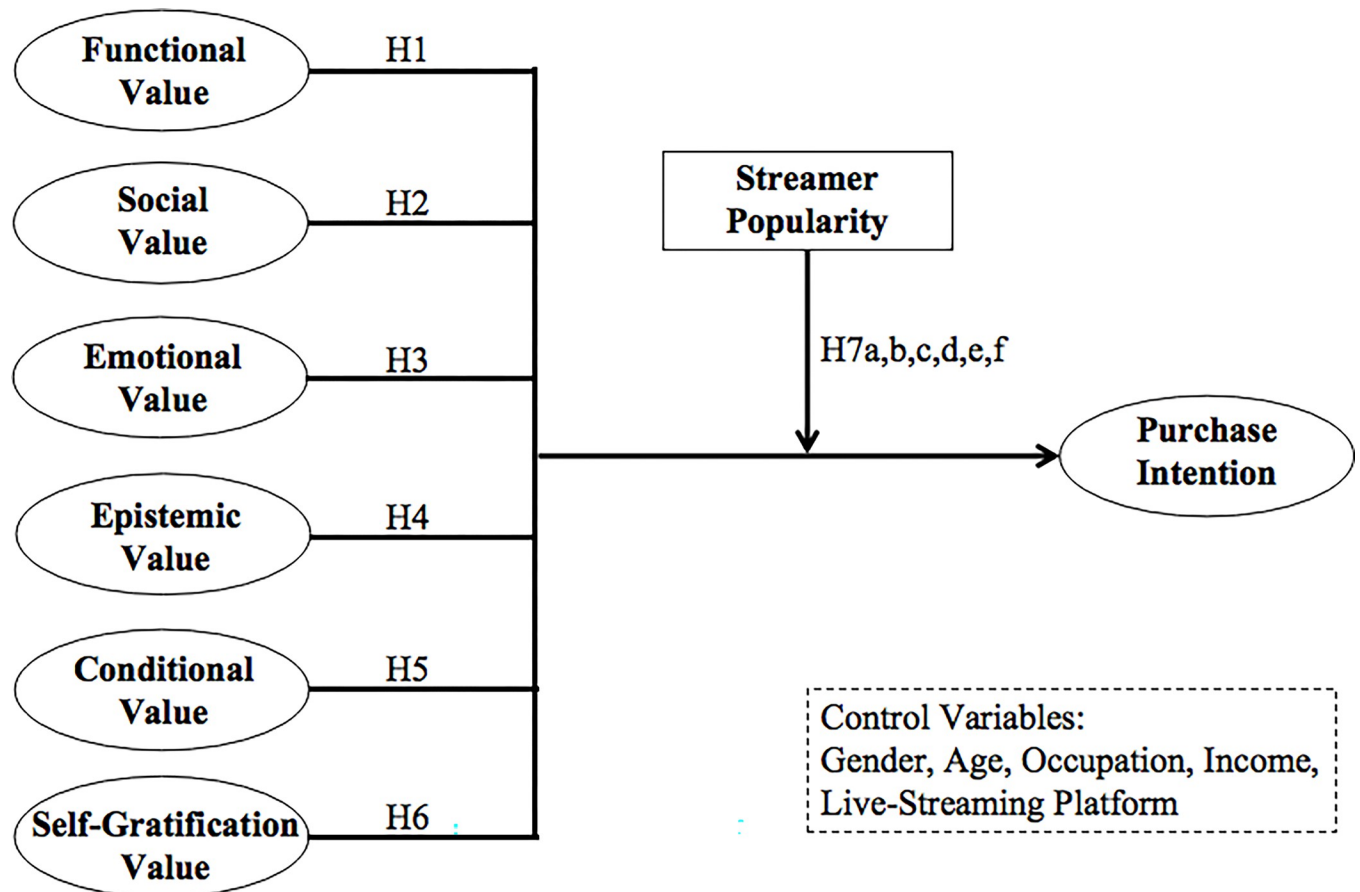 Functional
Value
H1
Social
Value
H2
Emotional
Value
H3
Epistemic
Value
H4
Conditional
Value
H5
Self-Gratification
Value
H6
Streamer
Popularity
H7a,b,c,d,e,f
Purchase
Intention
Control Variables:
Gender, Age, Occupation, Income,
Live-Streaming Platform